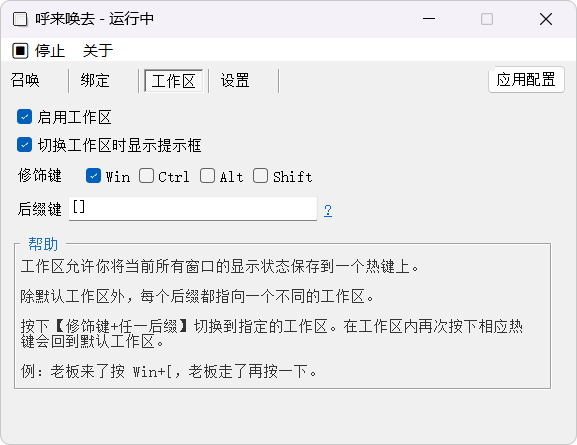 呼来唤去 - 运行中
停止 关于
召唤 绑定 工作区 设置 应用配置
启用工作区
切换工作区时显示提示框
修饰键 Win Ctrl Alt Shift
后缀键 [] ?
帮助
工作区允许你将当前所有窗口的显示状态保存到一个热键上。
除默认工作区外，每个后缀都指向一个不同的工作区。
按下【修饰键+任一后缀】切换到指定的工作区。在工作区内再次按下相应热
键会回到默认工作区。
例：老板来了按 Win+[，老板走了再按一下。